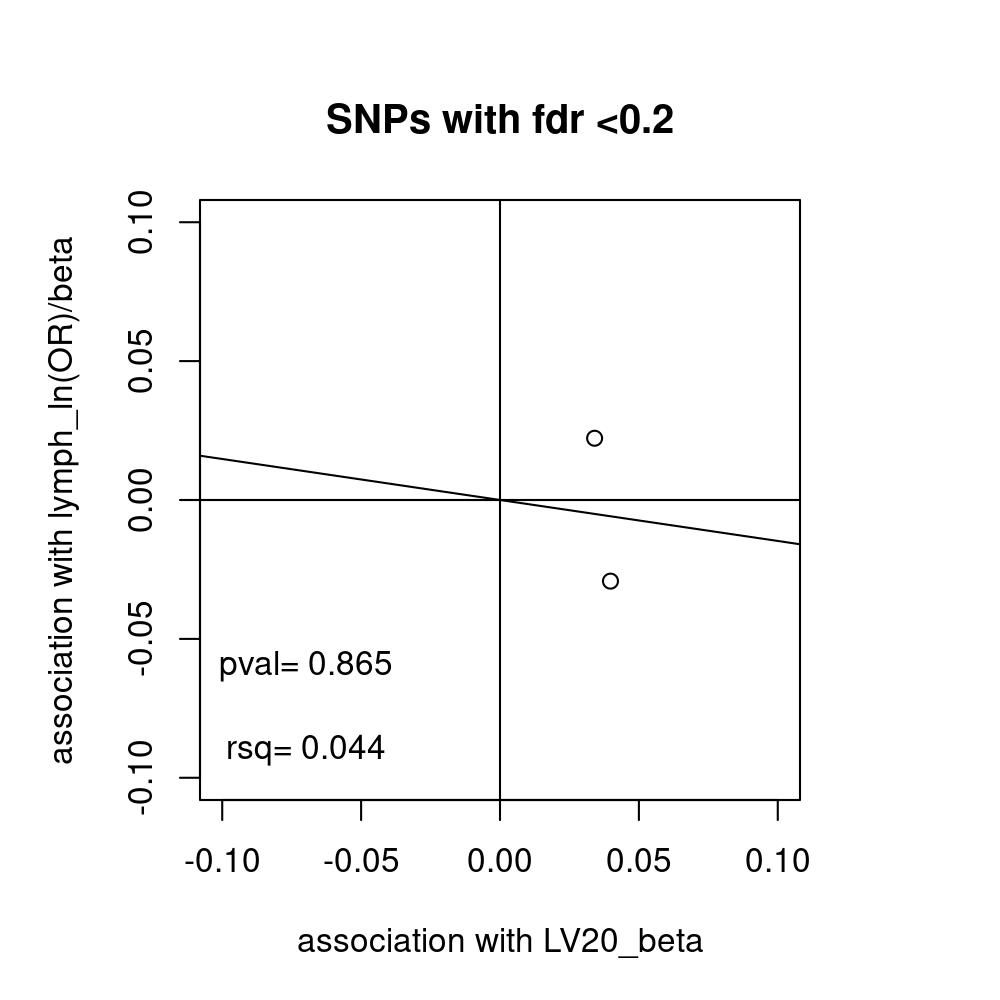 SNPs with fdr <0.2
association with lymph_ln(OR)/beta
0.10
0.05
0.00
-0.05
-0.10
pval= 0.865
rsq= 0.044
-0.10 -0.05 0.00 0.05 0.10
association with LV20_beta